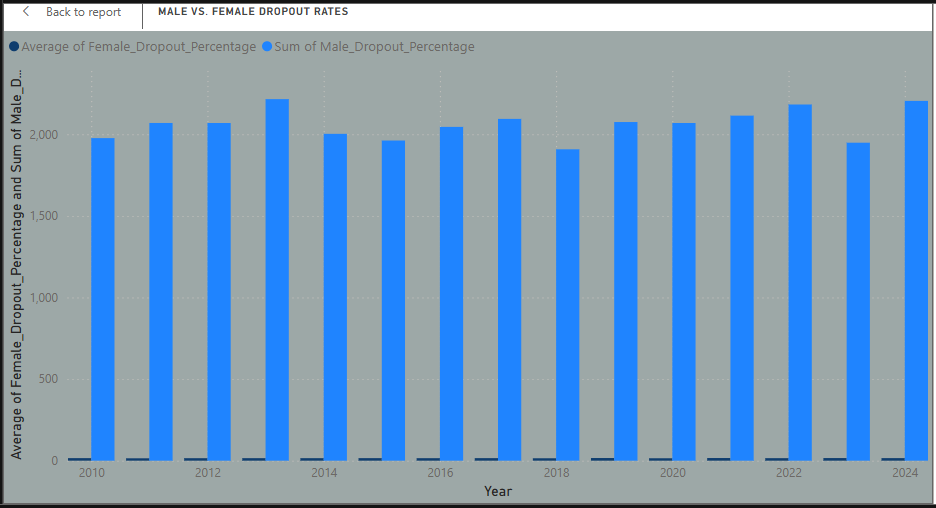 Back to report
MALE VS. FEMALE DROPOUT RATES
Average of Female_Dropout_Percentage
Sum of Male_Dropout_Percentage
Average of Female_Dropout_Percentage and Sum of Male_D...
2,000
1,500
1,000
500
0
2010 2012 2014 2016 2018 2020 2022 2024
Year